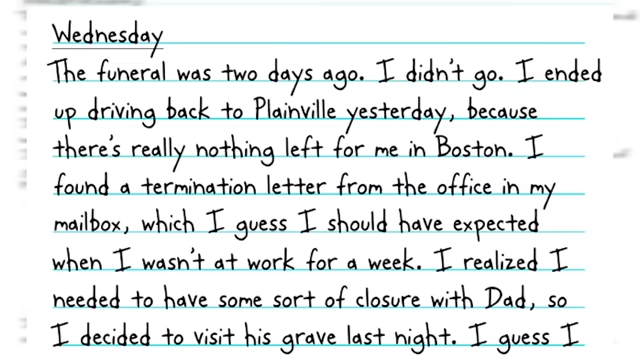 Wednesday
The funeral was two days ago. I didn't go. I ended
up driving back to Plainville yesterday, because
there's really nothing left for me in Boston. I
found a termination letter from the office in my
mailbox, which I guess I should have expected
when I wasn't at work for a week. I realized I
needed to have some sort of closure with Dad, so
I decided to visit his grave last night. I guess I